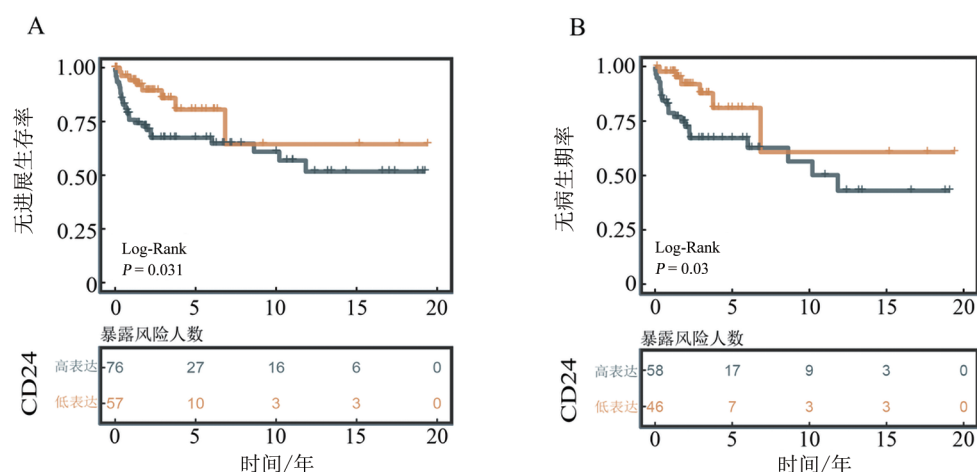 A
1.00
0.75
0.50
0.25
0
无进展生存率
Log-Rank
P = 0.031
0 5 10 15 20
暴露风险人数
CD24
高表达 76 27 16 6 0
低表达 57 10 3 3 0
0 5 10 15 20
时间/年
B
1.00
0.75
0.50
0.25
0
无病生期率
Log-Rank
P = 0.03
0 5 10 15 20
暴露风险人数
CD24
高表达 58 17 9 3 0
低表达 46 7 3 3 0
0 5 10 15 20
时间/年